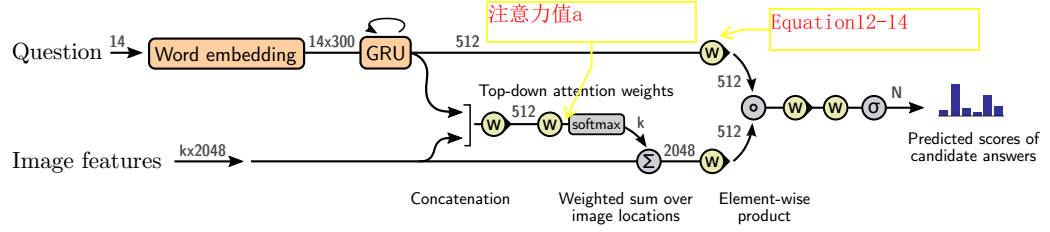 注意力值a
Equation12-14
Question
14
Word embedding
14x300
GRU
512
W
512
Top-down attention weights
512
W
W
softmax
k
W
W
σ
N
512
Image features
kx2048
Σ
2048
W
Predicted scores of
candidate answers
Concatenation
Weighted sum over
image locations
Element-wise
product